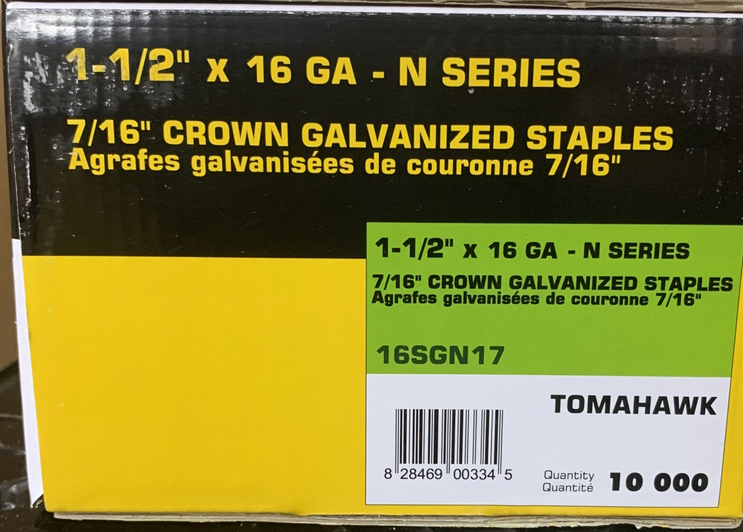 1-1/2" x 16 GA - N SERIES
7/16" CROWN GALVANIZED STAPLES
Agrafes galvanisées de couronne 7/16"
1-1/2" x 16 GA - N SERIES
7/16" CROWN GALVANIZED STAPLES
Agrafes galvanisées de couronne 7/16"
16SGN17
TOMAHAWK
8 28469 00334 5
Quantity
Quantité 10 000